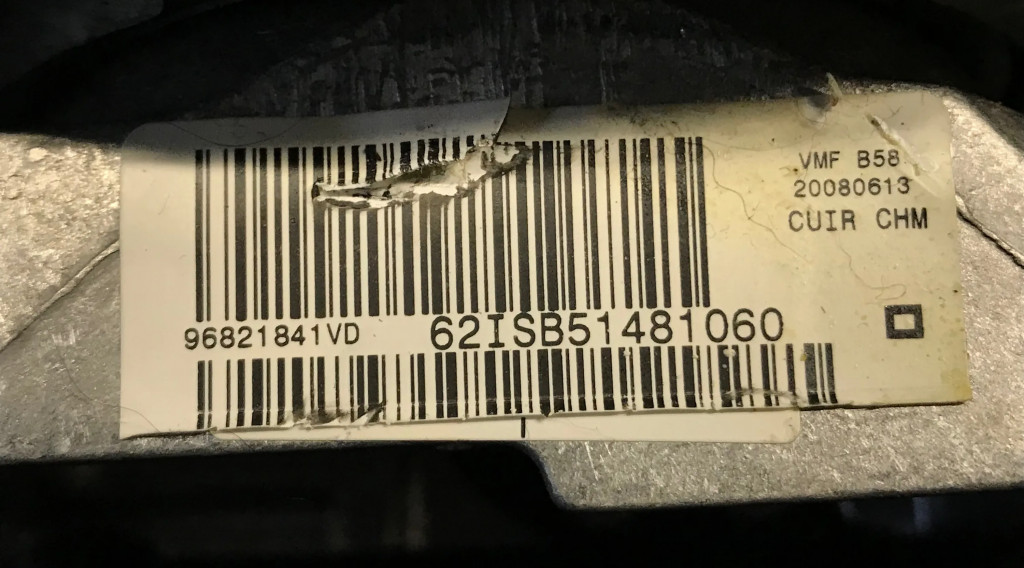 VMF B58
20080613
CUIR CHM
96821841VD
62ISB51481060